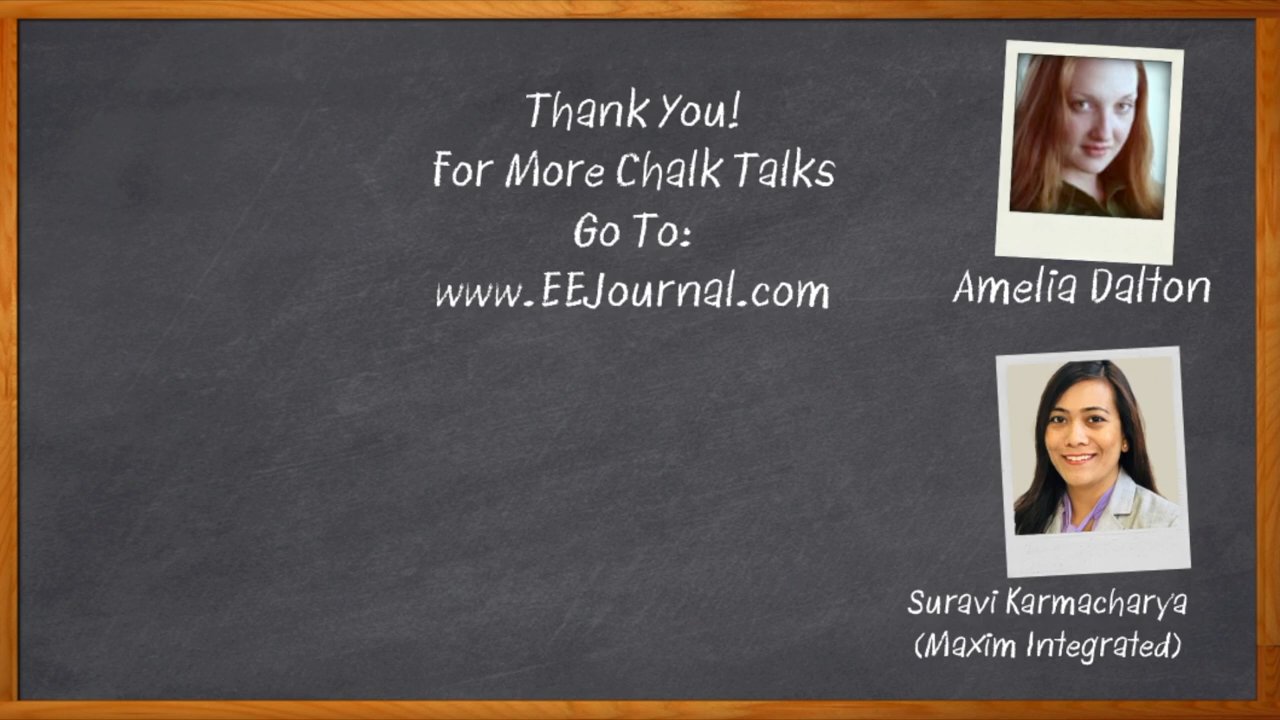 Thank You!
For More Chalk Talks
Go To:
www.EEJournal.com
Amelia Dalton
Suravi Karmacharya
(Maxim Integrated)